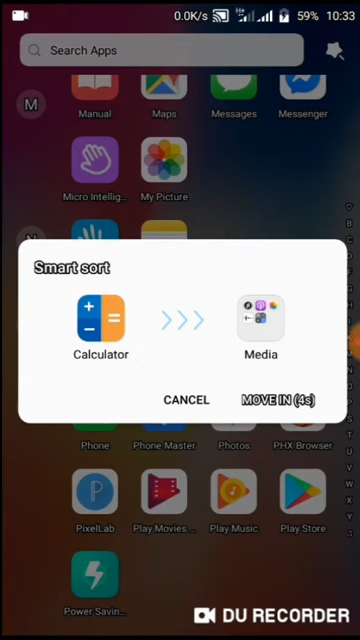 0.0K/s 59% 10:33
Search Apps
M
Manual Maps Messages Messenger
Micro Intellig... My Picture
Smart sort
Calculator Media
CANCEL MOVE IN (4s)
Phone Phone Master Photos PHX Browser
PixelLab Play Movies ... Play Music Play Store
Power Savin...
DU RECORDER